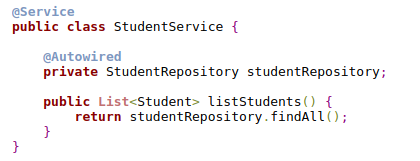 @Service
public class StudentService {
@Autowired
private StudentRepository studentRepository;
public List<Student> listStudents() {
return studentRepository.findAll();
}
}